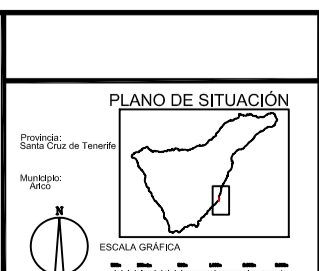 PLANO DE SITUACIÓN
Provincia:
Santa Cruz de Tenerife
Municipio:
Arico
N
ESCALA GRÁFICA